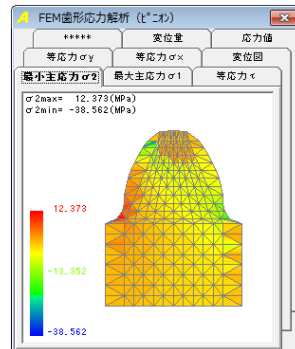 FEM歯形応力解析 (ﾋﾟﾆｵﾝ)
***** 変位量 応力値
等応力σy 等応力σx 変位図
最小主応力σ2 最大主応力σ1 等応力τ
σ2max= 12.373(MPa)
σ2min= -38.562(MPa)
12.373
-13.352
-38.562